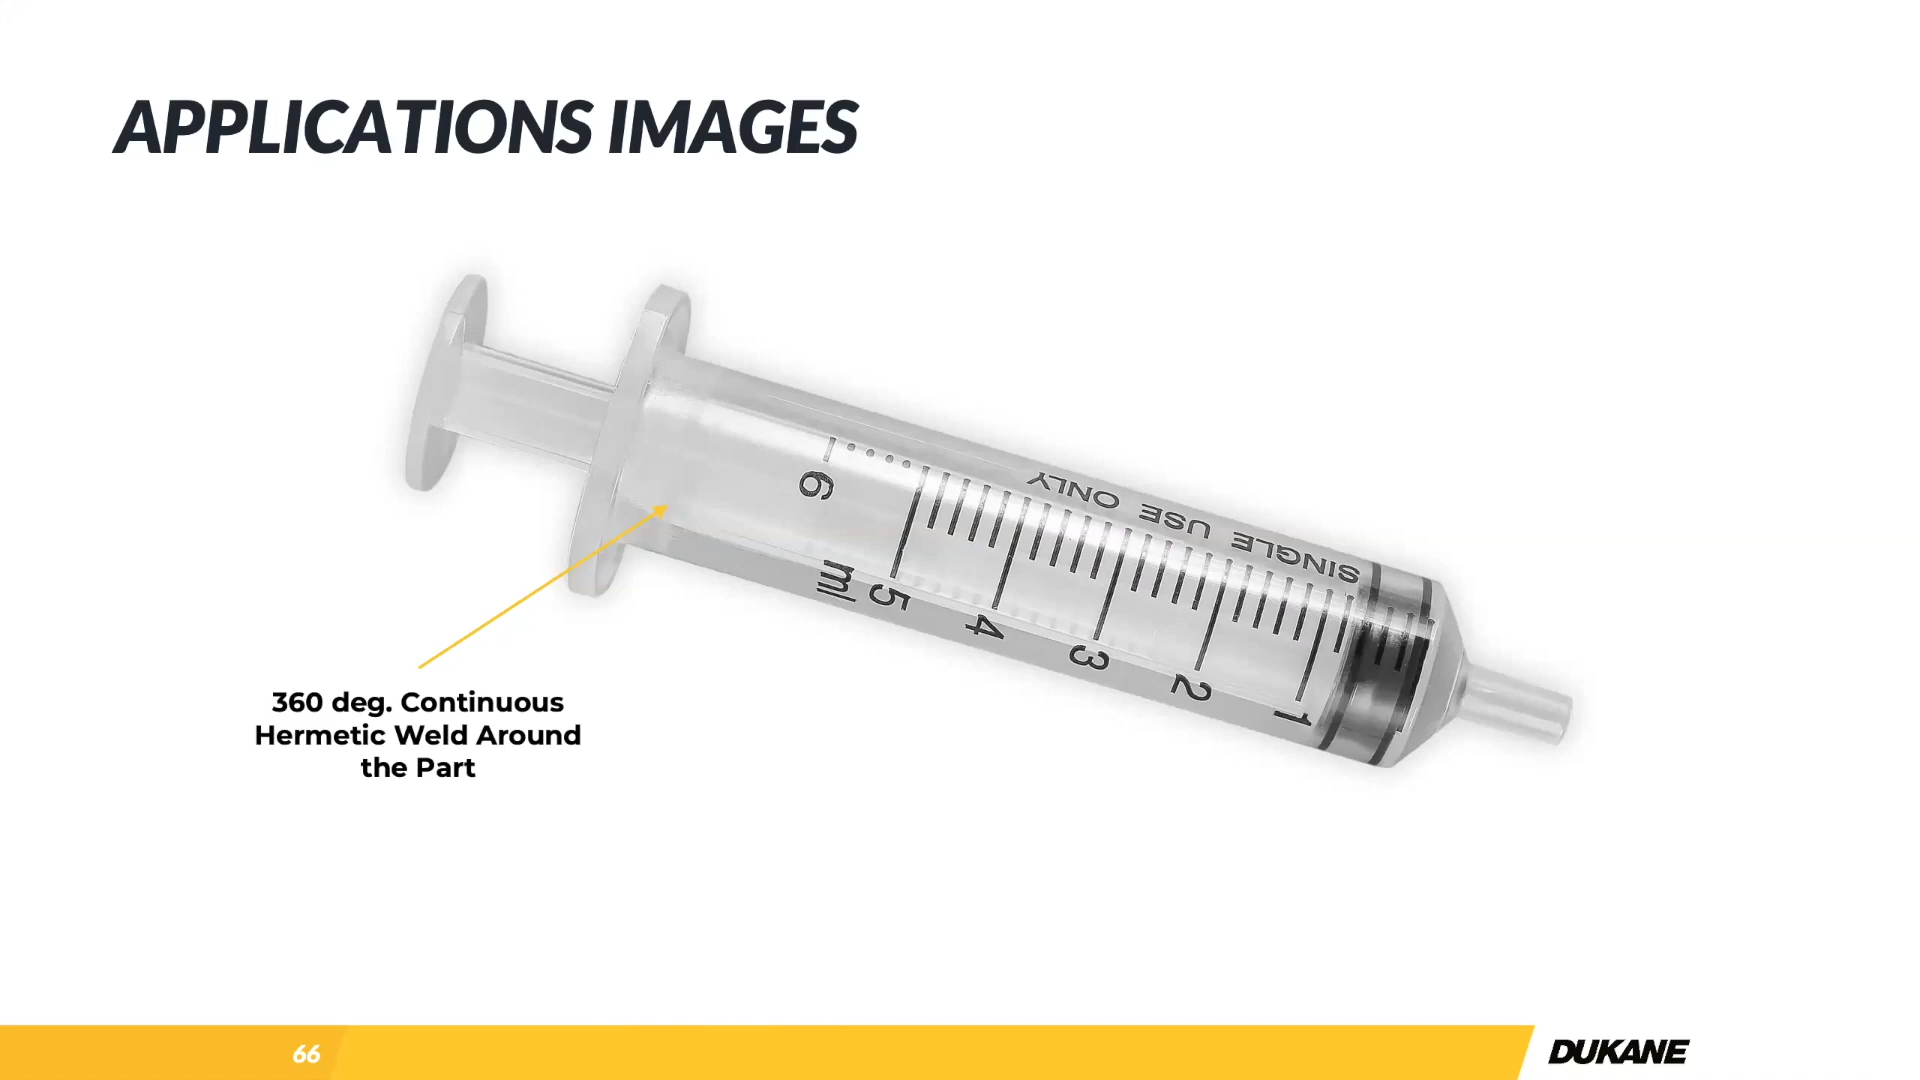 APPLICATIONS IMAGES
SINGLE USE ONLY
6
ml
5
4
3
2
1
360 deg. Continuous
Hermetic Weld Around
the Part
66
DUKANE